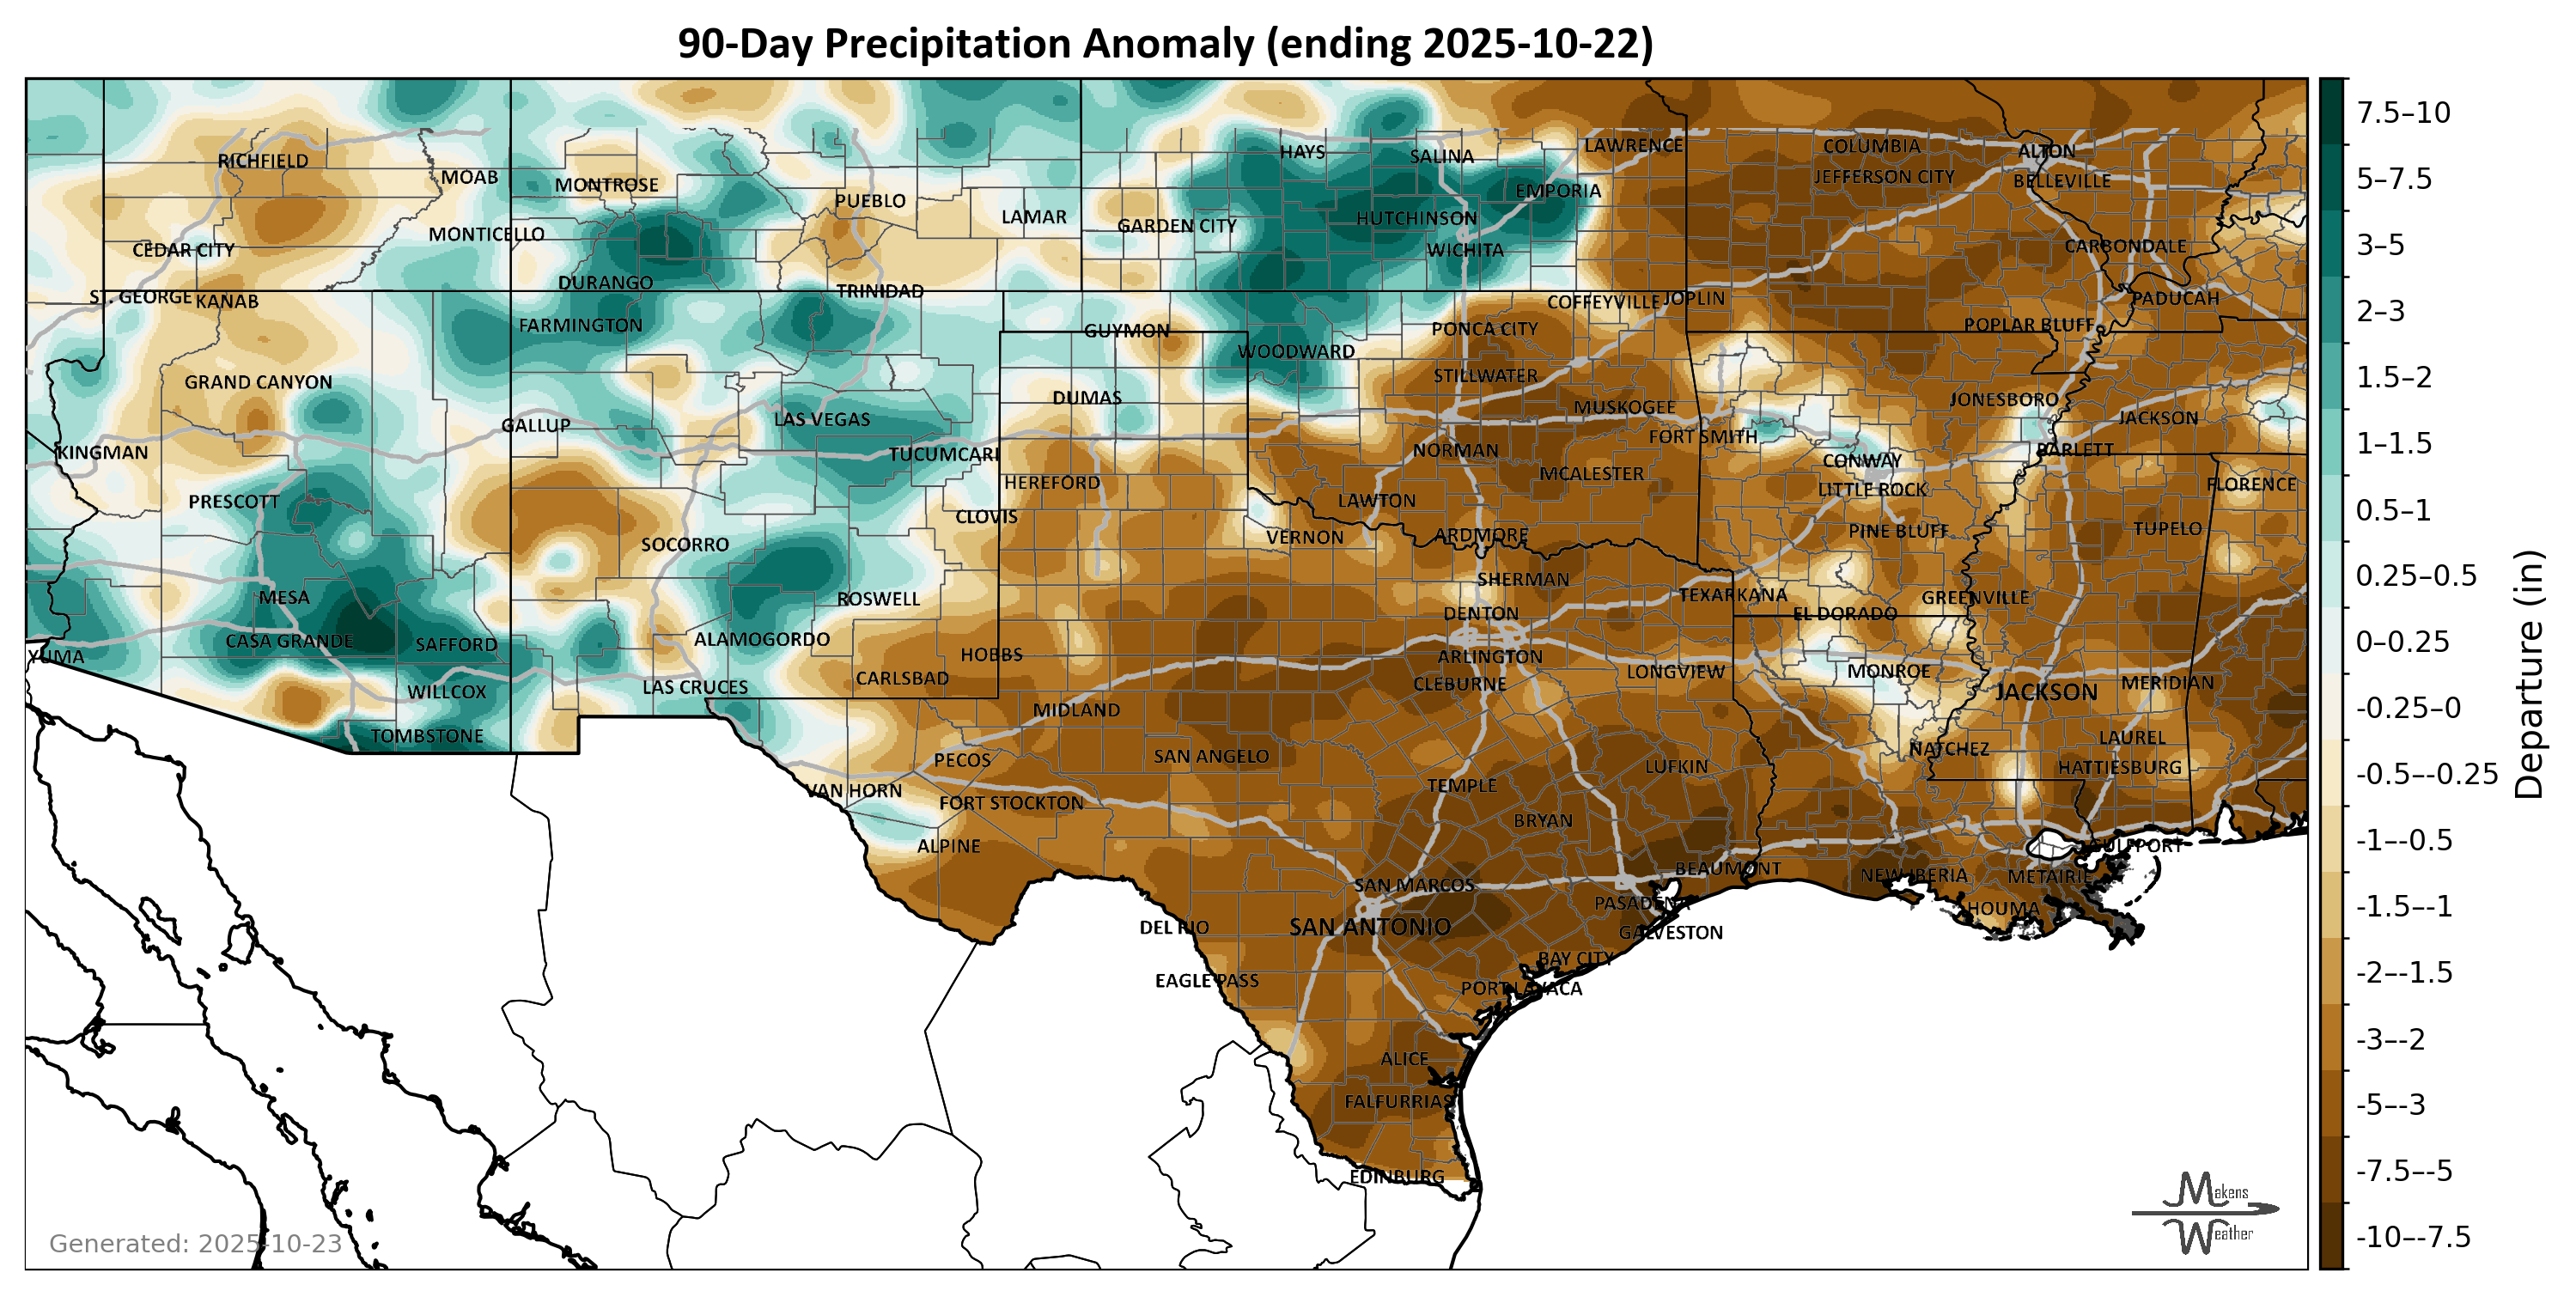 90-Day Precipitation Anomaly (ending 2025-10-22)
HAYS
SALINA
LAWRENCE
COLUMBIA
ALTON
RICHFIELD
MOAB
MONTROSE
EMPORIA
JEFFERSON CITY
BELLEVILLE
PUEBLO
LAMAR
GARDEN CITY
HUTCHINSON
MONTICELLO
CEDAR CITY
WICHITA
CARBONDALE
DURANGO
TRINIDAD
ST. GEORGE
KANAB
COFFEYVILLE
JOPLIN
PADUCAH
FARMINGTON
GUYMON
PONCA CITY
POPLAR BLUFF
WOODWARD
GRAND CANYON
STILLWATER
DUMAS
MUSKOGEE
JONESBORO
JACKSON
GALLUP
LAS VEGAS
FORT SMITH
KINGMAN
TUCUMCARI
NORMAN
BARLETT
CONWAY
HEREFORD
MCALESTER
LITTLE ROCK
FLORENCE
PRESCOTT
LAWTON
CLOVIS
SOCORRO
VERNON
ARDMORE
PINE BLUFF
TUPELO
SHERMAN
MESA
ROSWELL
TEXARKANA
GREENVILLE
DENTON
EL DORADO
CASA GRANDE
SAFFORD
ALAMOGORDO
YUMA
HOBBS
ARLINGTON
CARLSBAD
LONGVIEW
MONROE
WILLCOX
LAS CRUCES
CLEBURNE
JACKSON
MERIDIAN
MIDLAND
TOMBSTONE
NATCHEZ
LAUREL
PECOS
SAN ANGELO
LUFKIN
HATTIESBURG
VAN HORN
FORT STOCKTON
TEMPLE
BRYAN
ALPINE
GULFPORT
BEAUMONT
SAN MARCOS
NEW IBERIA
METAIRIE
PASADENA
HOUMA
DEL RIO
SAN ANTONIO
GALVESTON
BAY CITY
EAGLE PASS
PORT LAVACA
ALICE
FALFURRIAS
EDINBURG
Generated: 2025-10-23
Makens
Weather
7.5–10
5–7.5
3–5
2–3
1.5–2
1–1.5
0.5–1
0.25–0.5
0–0.25
-0.25–0
-0.5–-0.25
-1–-0.5
-1.5–-1
-2–-1.5
-3–-2
-5–-3
-7.5–-5
-10–-7.5
Departure (in)